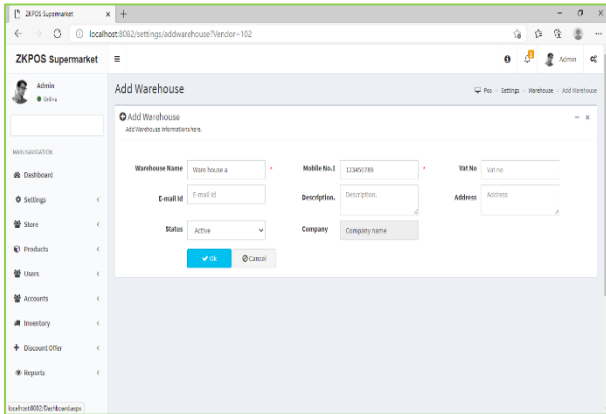 ZKPOS Supermarket
localhost:8082/settings/addwarehouse?Vendor=102
ZKPOS Supermarket
Admin
Admin
Online
Add Warehouse
Pos - Settings - Warehouse - Add Warehouse
Add Warehouse
Add Warehouse Informations here.
MAIN NAVIGATION
Dashboard
Settings
Store
Products
Users
Accounts
Inventory
Discount Offer
Reports
Warehouse Name Ware house a * Mobile No.1 123456789 * Vat No Vat no
E-mail Id E-mail Id Description. Description. Address Address
Status Active Company Company name
Ok Cancel
localhost:8082/Dashboard.aspx